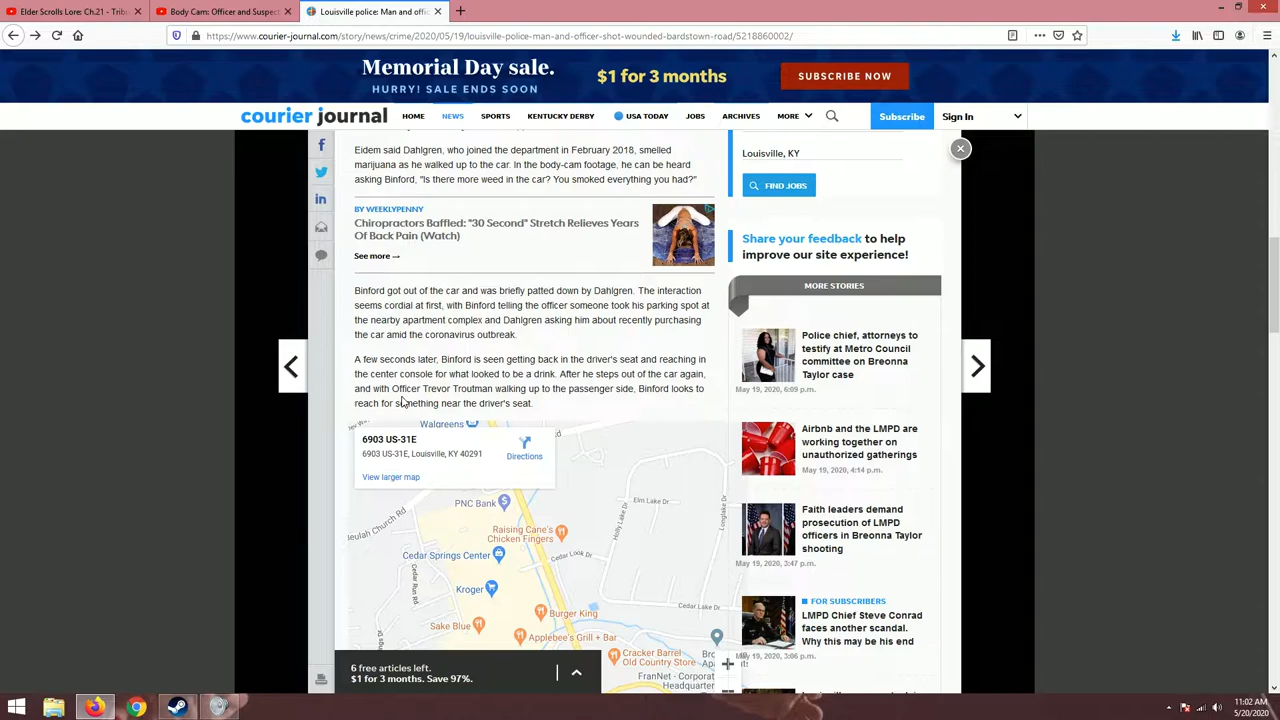 Elder Scrolls Lore: Ch.21 - Trib
Body Cam: Officer and Suspect
Louisville police: Man and offic
https://www.courier-journal.com/story/news/crime/2020/05/19/louisville-police-man-and-officer-shot-wounded-bardstown-road/5218860002/
Memorial Day sale.
HURRY! SALE ENDS SOON
$1 for 3 months
SUBSCRIBE NOW
courier journal
HOME NEWS SPORTS KENTUCKY DERBY USA TODAY JOBS ARCHIVES MORE
Subscribe Sign In
Eidem said Dahlgren, who joined the department in February 2018, smelled
marijuana as he walked up to the car. In the body-cam footage, he can be heard
asking Binford, "Is there more weed in the car? You smoked everything you had?"
BY WEEKLYPENNY
Chiropractors Baffled: "30 Second" Stretch Relieves Years
Of Back Pain (Watch)
See more →
Binford got out of the car and was briefly patted down by Dahlgren. The interaction
seems cordial at first, with Binford telling the officer someone took his parking spot at
the nearby apartment complex and Dahlgren asking him about recently purchasing
the car amid the coronavirus outbreak.
A few seconds later, Binford is seen getting back in the driver's seat and reaching in
the center console for what looked to be a drink. After he steps out of the car again,
and with Officer Trevor Troutman walking up to the passenger side, Binford looks to
reach for something near the driver's seat.
Walgreens
6903 US-31E
6903 US-31E, Louisville, KY 40291
Directions
View larger map
Elm Lake Dr
PNC Bank
Holly Lake Dr
Longlake Dr
eulah Church Rd
Raising Cane's
Chicken Fingers
Cedar Springs Center
Cedar Look Dr
Cedar Run Rd
Kroger
Cedar Lake Dr
Burger King
Sake Blue
Applebee's Grill + Bar
Cracker Barrel
Old Country Store
FranNet - Corporate
Headquarter
6 free articles left.
$1 for 3 months. Save 97%.
Louisville, KY
FIND JOBS
Share your feedback to help
improve our site experience!
MORE STORIES
Police chief, attorneys to
testify at Metro Council
committee on Breonna
Taylor case
May 19, 2020, 6:09 p.m.
Airbnb and the LMPD are
working together on
unauthorized gatherings
May 19, 2020, 4:14 p.m.
Faith leaders demand
prosecution of LMPD
officers in Breonna Taylor
shooting
May 19, 2020, 3:47 p.m.
FOR SUBSCRIBERS
LMPD Chief Steve Conrad
faces another scandal.
Why this may be his end
May 19, 2020, 3:06 p.m.
11:02 AM
5/20/2020